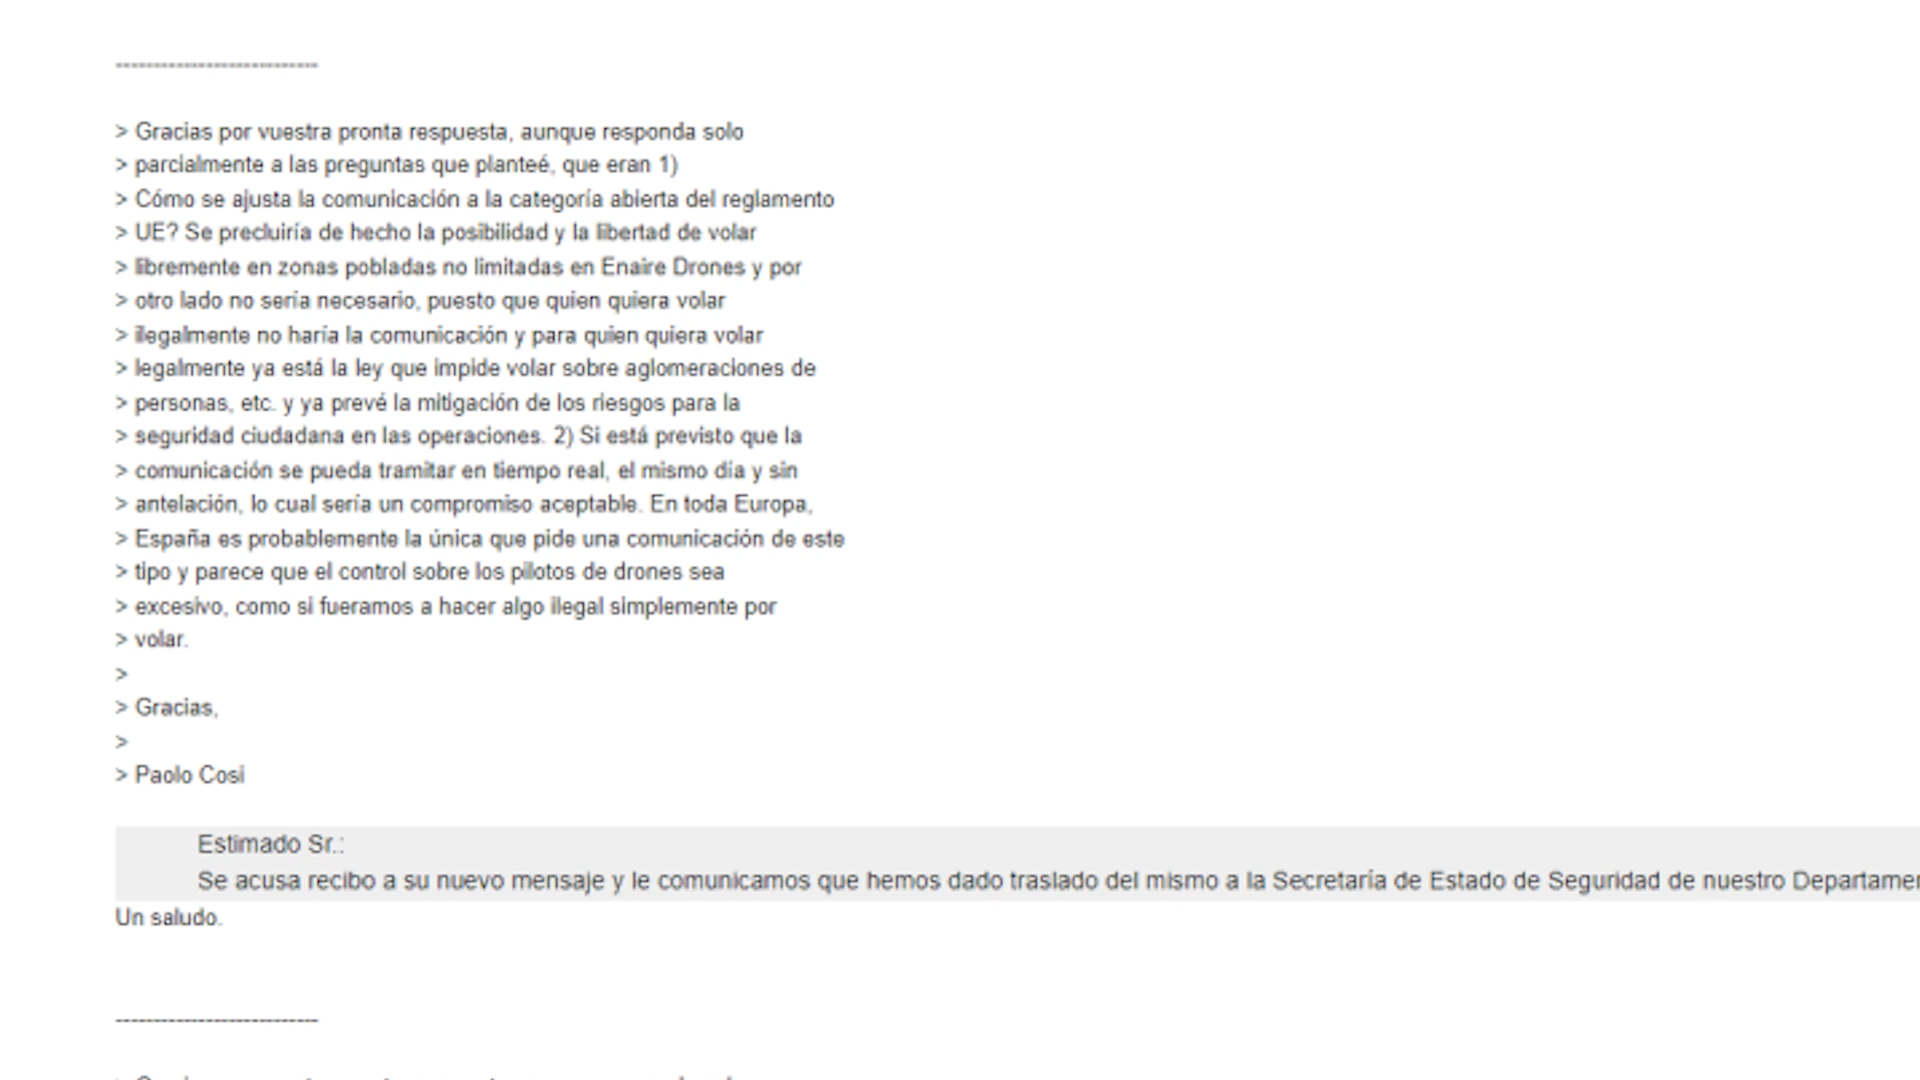 ---------------------------
> Gracias por vuestra pronta respuesta, aunque responda solo
> parcialmente a las preguntas que planteé, que eran 1)
> Cómo se ajusta la comunicación a la categoría abierta del reglamento
> UE? Se precluiría de hecho la posibilidad y la libertad de volar
> libremente en zonas pobladas no limitadas en Enaire Drones y por
> otro lado no sería necesario, puesto que quien quiera volar
> ilegalmente no haría la comunicación y para quien quiera volar
> legalmente ya está la ley que impide volar sobre aglomeraciones de
> personas, etc. y ya prevé la mitigación de los riesgos para la
> seguridad ciudadana en las operaciones. 2) Si está previsto que la
> comunicación se pueda tramitar en tiempo real, el mismo día y sin
> antelación, lo cual sería un compromiso aceptable. En toda Europa,
> España es probablemente la única que pide una comunicación de este
> tipo y parece que el control sobre los pilotos de drones sea
> excesivo, como si fueramos a hacer algo ilegal simplemente por
> volar.
>
> Gracias,
>
> Paolo Cosi
Estimado Sr.:
Se acusa recibo a su nuevo mensaje y le comunicamos que hemos dado traslado del mismo a la Secretaría de Estado de Seguridad de nuestro
Un saludo.
---------------------------